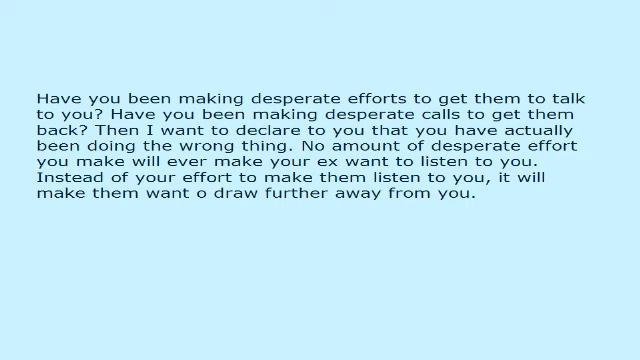 Have you been making desperate efforts to get them to talk
to you? Have you been making desperate calls to get them
back? Then I want to declare to you that you have actually
been doing the wrong thing. No amount of desperate effort
you make will ever make your ex want to listen to you.
Instead of your effort to make them listen to you, it will
make them want o draw further away from you.